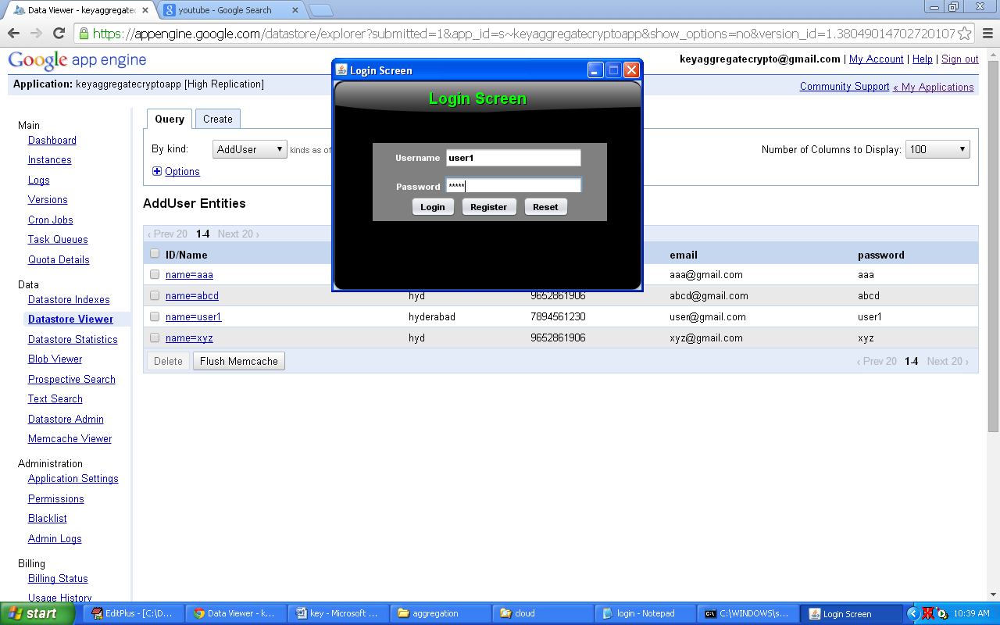 Data Viewer - keyaggregatec
youtube - Google Search
https://appengine.google.com/datastore/explorer?submitted=1&app_id=s~keyaggregatecryptoapp&show_options=no&version_id=1.38049014702720107
Google app engine
keyaggregatecrypto@gmail.com | My Account | Help | Sign out
Application: keyaggregatecryptoapp [High Replication]
Community Support « My Applications
Login Screen
Login Screen
Username user1
Password *****
Login Register Reset
Main
Dashboard
Instances
Logs
Versions
Cron Jobs
Task Queues
Quota Details
Data
Datastore Indexes
Datastore Viewer
Datastore Statistics
Blob Viewer
Prospective Search
Text Search
Datastore Admin
Memcache Viewer
Administration
Application Settings
Permissions
Blacklist
Admin Logs
Billing
Billing Status
Usage History
Query Create
By kind: AddUser kinds as of
Number of Columns to Display: 100
Options
AddUser Entities
‹ Prev 20 1-4 Next 20 ›
ID/Name email password
name=aaa aaa@gmail.com aaa
name=abcd hyd 9652861906 abcd@gmail.com abcd
name=user1 hyderabad 7894561230 user@gmail.com user1
name=xyz hyd 9652861906 xyz@gmail.com xyz
Delete Flush Memcache
‹ Prev 20 1-4 Next 20 ›
start
EditPlus - [C:\D...
Data Viewer - k...
key - Microsoft ...
aggregation
cloud
login - Notepad
C:\WINDOWS\s...
Login Screen
10:39 AM